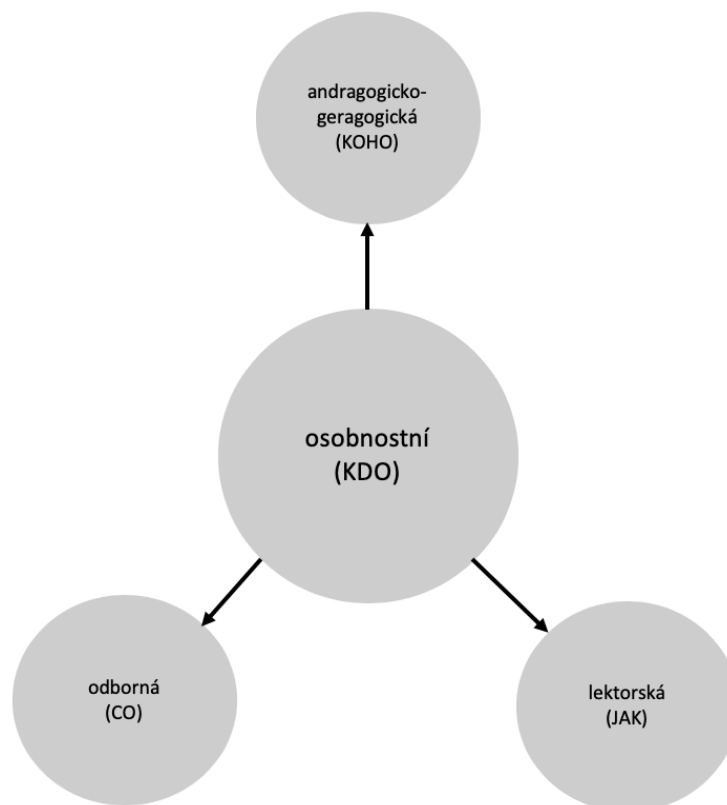 andragogicko-
geragogická
(KOHO)
osobnostní
(KDO)
odborná
(CO)
lektorská
(JAK)